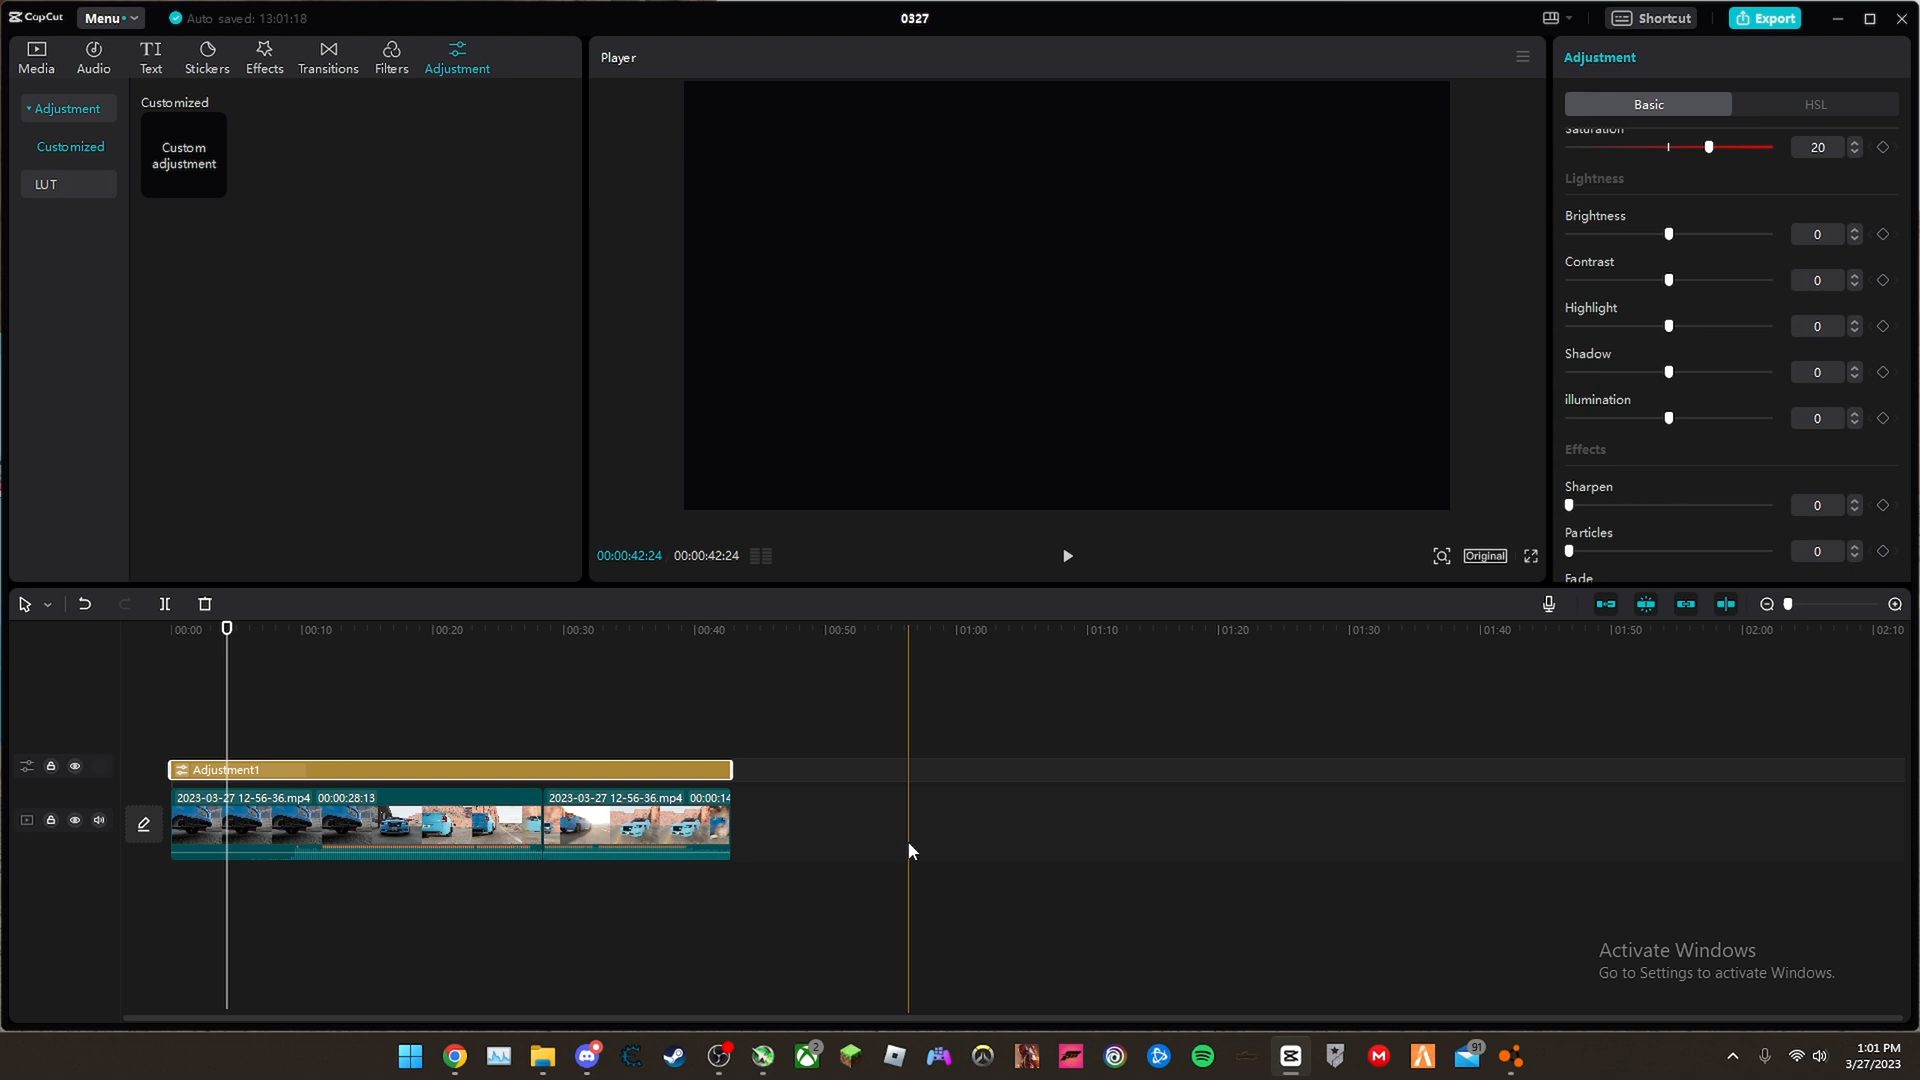 CapCut Menu Auto saved: 13:01:18 0327 Shortcut Export
Media Audio Text Stickers Effects Transitions Filters Adjustment
Adjustment
Customized
LUT
Customized
Custom
adjustment
Player
00:00:42:24 00:00:42:24 Original
Adjustment
Basic HSL
Saturation
20
Lightness
Brightness
0
Contrast
0
Highlight
0
Shadow
0
illumination
0
Effects
Sharpen
0
Particles
0
Fade
00:00 00:10 00:20 00:30 00:40 00:50 01:00 01:10 01:20 01:30 01:40 01:50 02:00 02:10
Adjustment1
2023-03-27 12-56-36.mp4 00:00:28:13 2023-03-27 12-56-36.mp4 00:00:14
Activate Windows
Go to Settings to activate Windows.
2 91
1:01 PM
3/27/2023